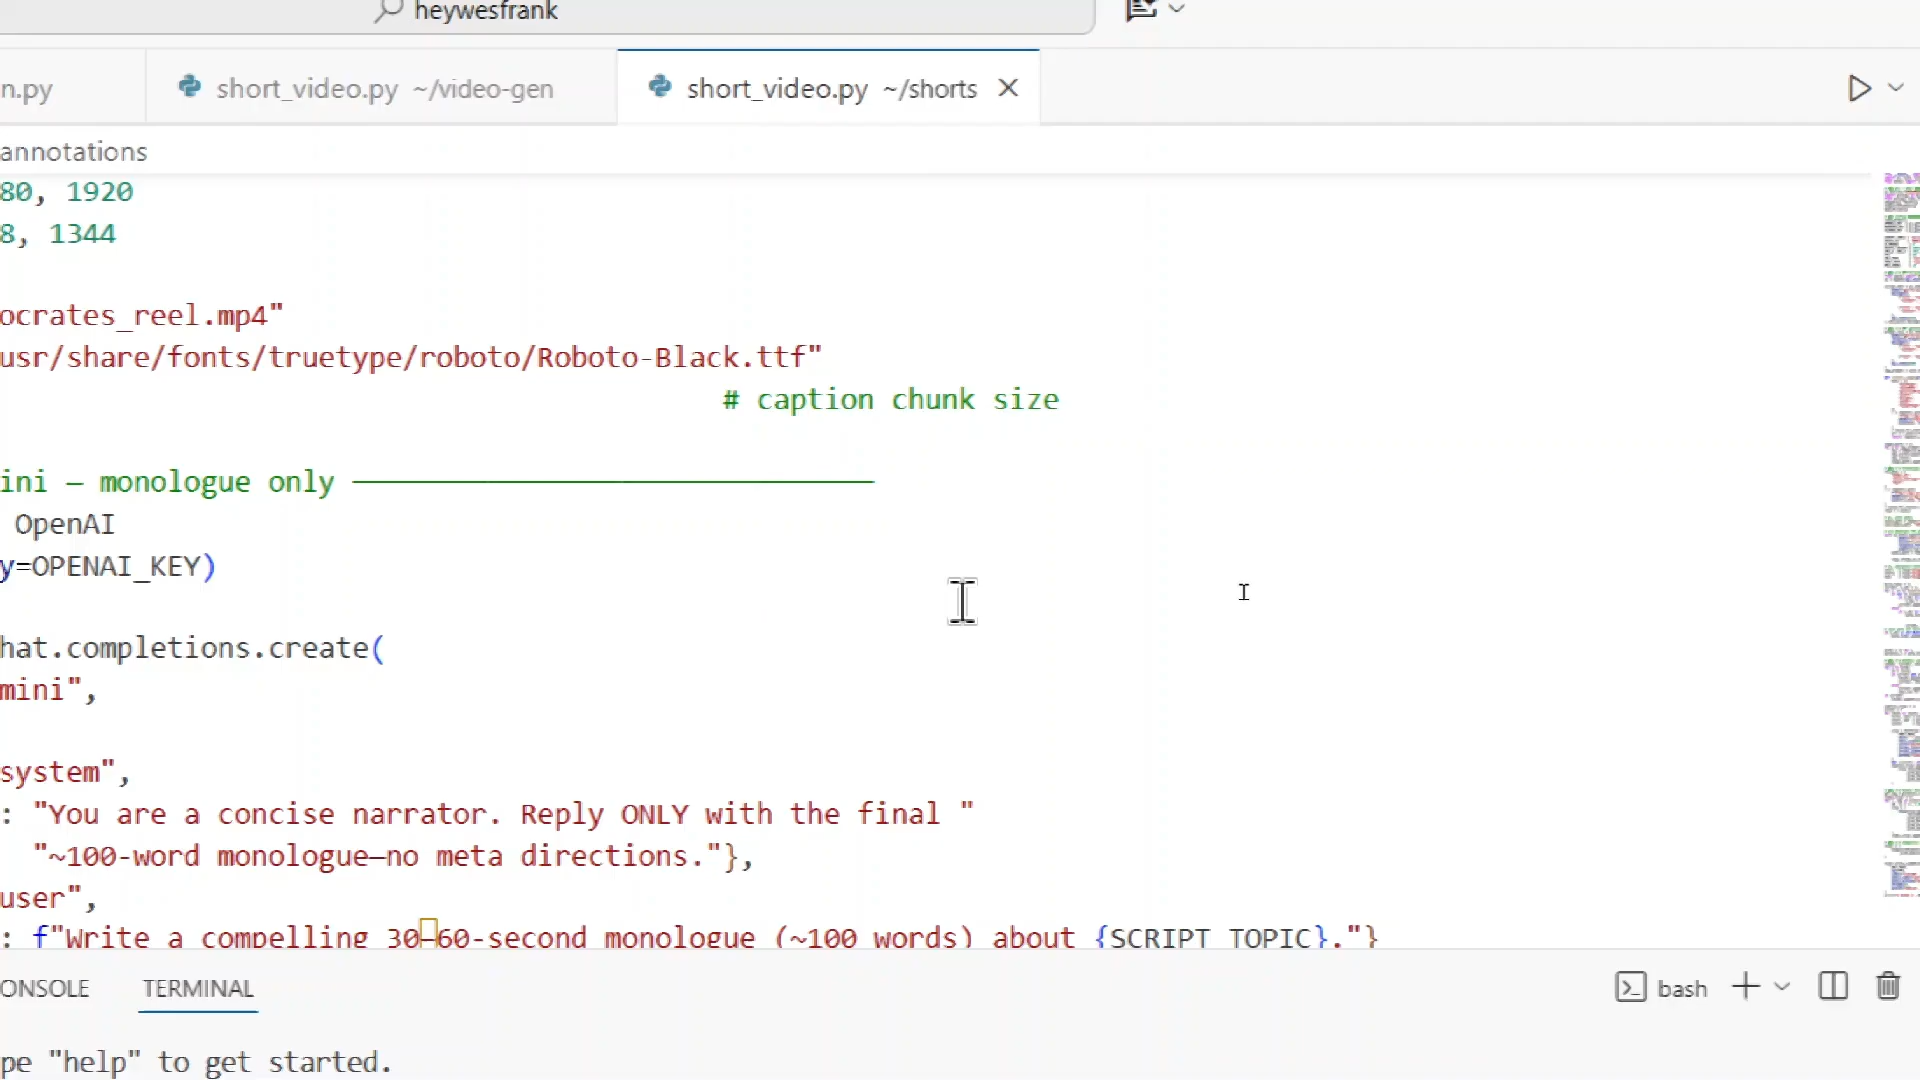 heywesfrank
n.py
short_video.py ~/video-gen
short_video.py ~/shorts
annotations
80, 1920
8, 1344
ocrates_reel.mp4"
usr/share/fonts/truetype/roboto/Roboto-Black.ttf"
# caption chunk size
ini — monologue only ———————————————————————————————
OpenAI
y=OPENAI_KEY)
hat.completions.create(
mini",
system",
: "You are a concise narrator. Reply ONLY with the final "
"~100-word monologue—no meta directions."},
user",
: f"Write a compelling 30–60-second monologue (~100 words) about {SCRIPT_TOPIC}."}
ONSOLE
TERMINAL
bash
pe "help" to get started.